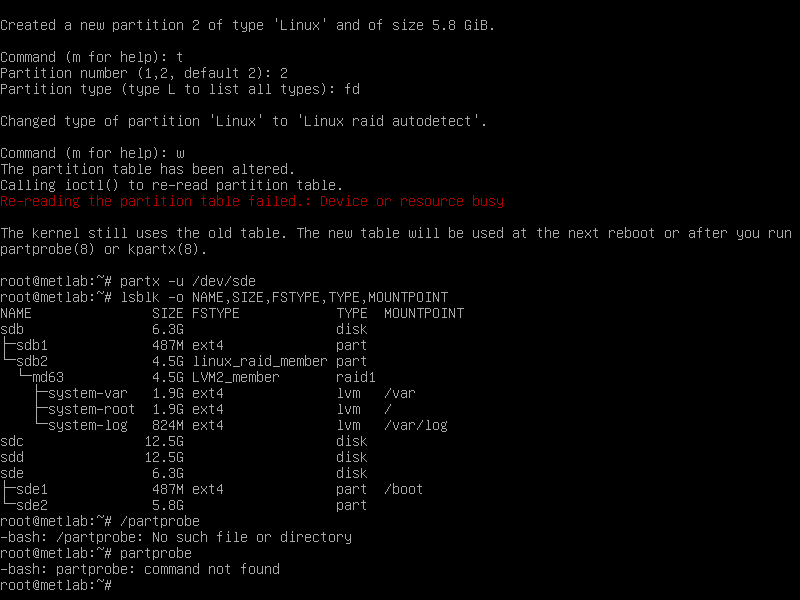 Created a new partition 2 of type 'Linux' and of size 5.8 GiB.
Command (m for help): t
Partition number (1,2, default 2): 2
Partition type (type L to list all types): fd
Changed type of partition 'Linux' to 'Linux raid autodetect'.
Command (m for help): w
The partition table has been altered.
Calling ioctl() to re-read partition table.
Re-reading the partition table failed.: Device or resource busy
The kernel still uses the old table. The new table will be used at the next reboot or after you run
partprobe(8) or kpartx(8).
root@metlab:~# partx -u /dev/sde
root@metlab:~# lsblk -o NAME,SIZE,FSTYPE,TYPE,MOUNTPOINT
NAME                SIZE FSTYPE            TYPE  MOUNTPOINT
sdb                 6.3G                   disk
├─sdb1              487M ext4              part
└─sdb2              4.5G linux_raid_member part
  └─md63            4.5G LVM2_member       raid1
    ├─system-var    1.9G ext4              lvm   /var
    ├─system-root   1.9G ext4              lvm   /
    └─system-log    824M ext4              lvm   /var/log
sdc                12.5G                   disk
sdd                12.5G                   disk
sde                 6.3G                   disk
├─sde1              487M ext4              part  /boot
└─sde2              5.8G                   part
root@metlab:~# /partprobe
-bash: /partprobe: No such file or directory
root@metlab:~# partprobe
-bash: partprobe: command not found
root@metlab:~#